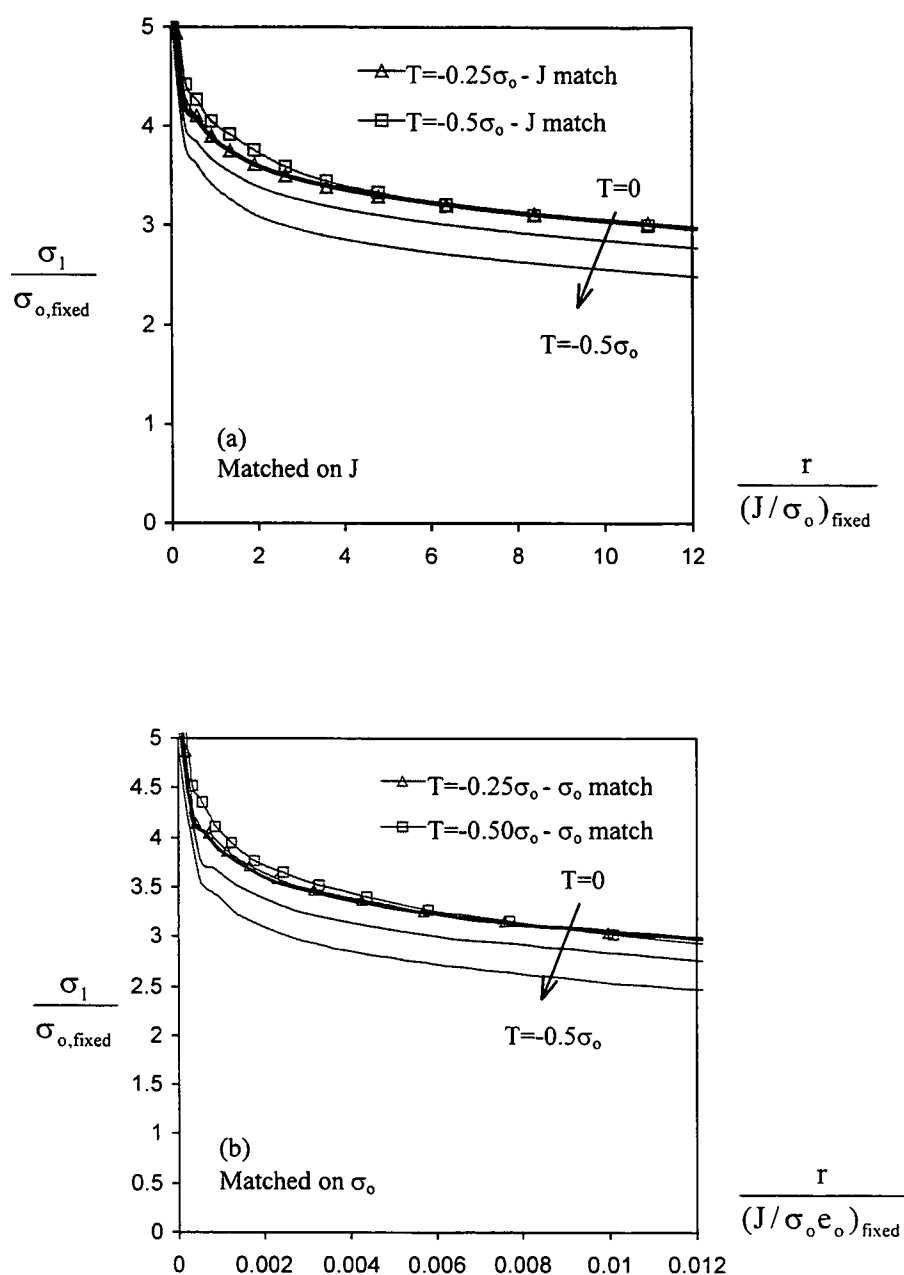 5
4
3
2
1
0
0 2 4 6 8 10 12
T=-0.25σₒ - J match
T=-0.5σₒ - J match
T=0
T=-0.5σₒ
(a)
Matched on J
σ₁
σₒ,fixed
r
(J/σₒ)fixed
5
4.5
4
3.5
3
2.5
2
1.5
1
0.5
0
0 0.002 0.004 0.006 0.008 0.01 0.012
T=-0.25σₒ - σₒ match
T=-0.50σₒ - σₒ match
T=0
T=-0.5σₒ
(b)
Matched on σₒ
σ₁
σₒ,fixed
r
(J/σₒeₒ)fixed